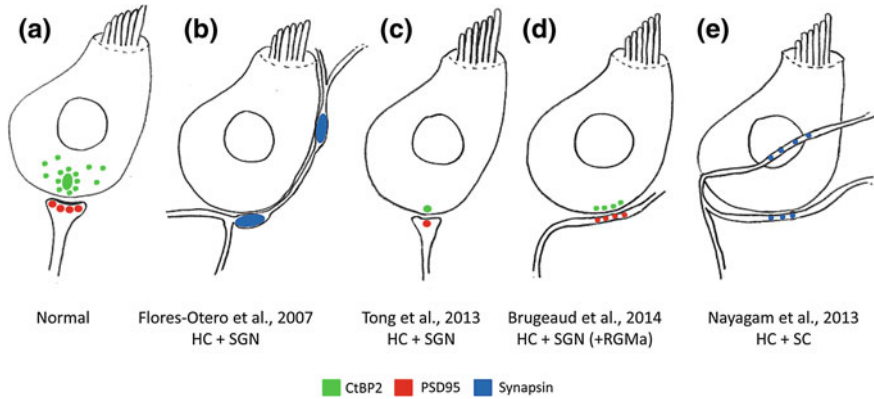 (a) (b) (c) (d) (e)
Normal Flores-Otero et al., 2007 Tong et al., 2013 Brugeaud et al., 2014 Nayagam et al., 2013
HC + SGN HC + SGN HC + SGN (+RGMa) HC + SC
CtBP2 PSD95 Synapsin